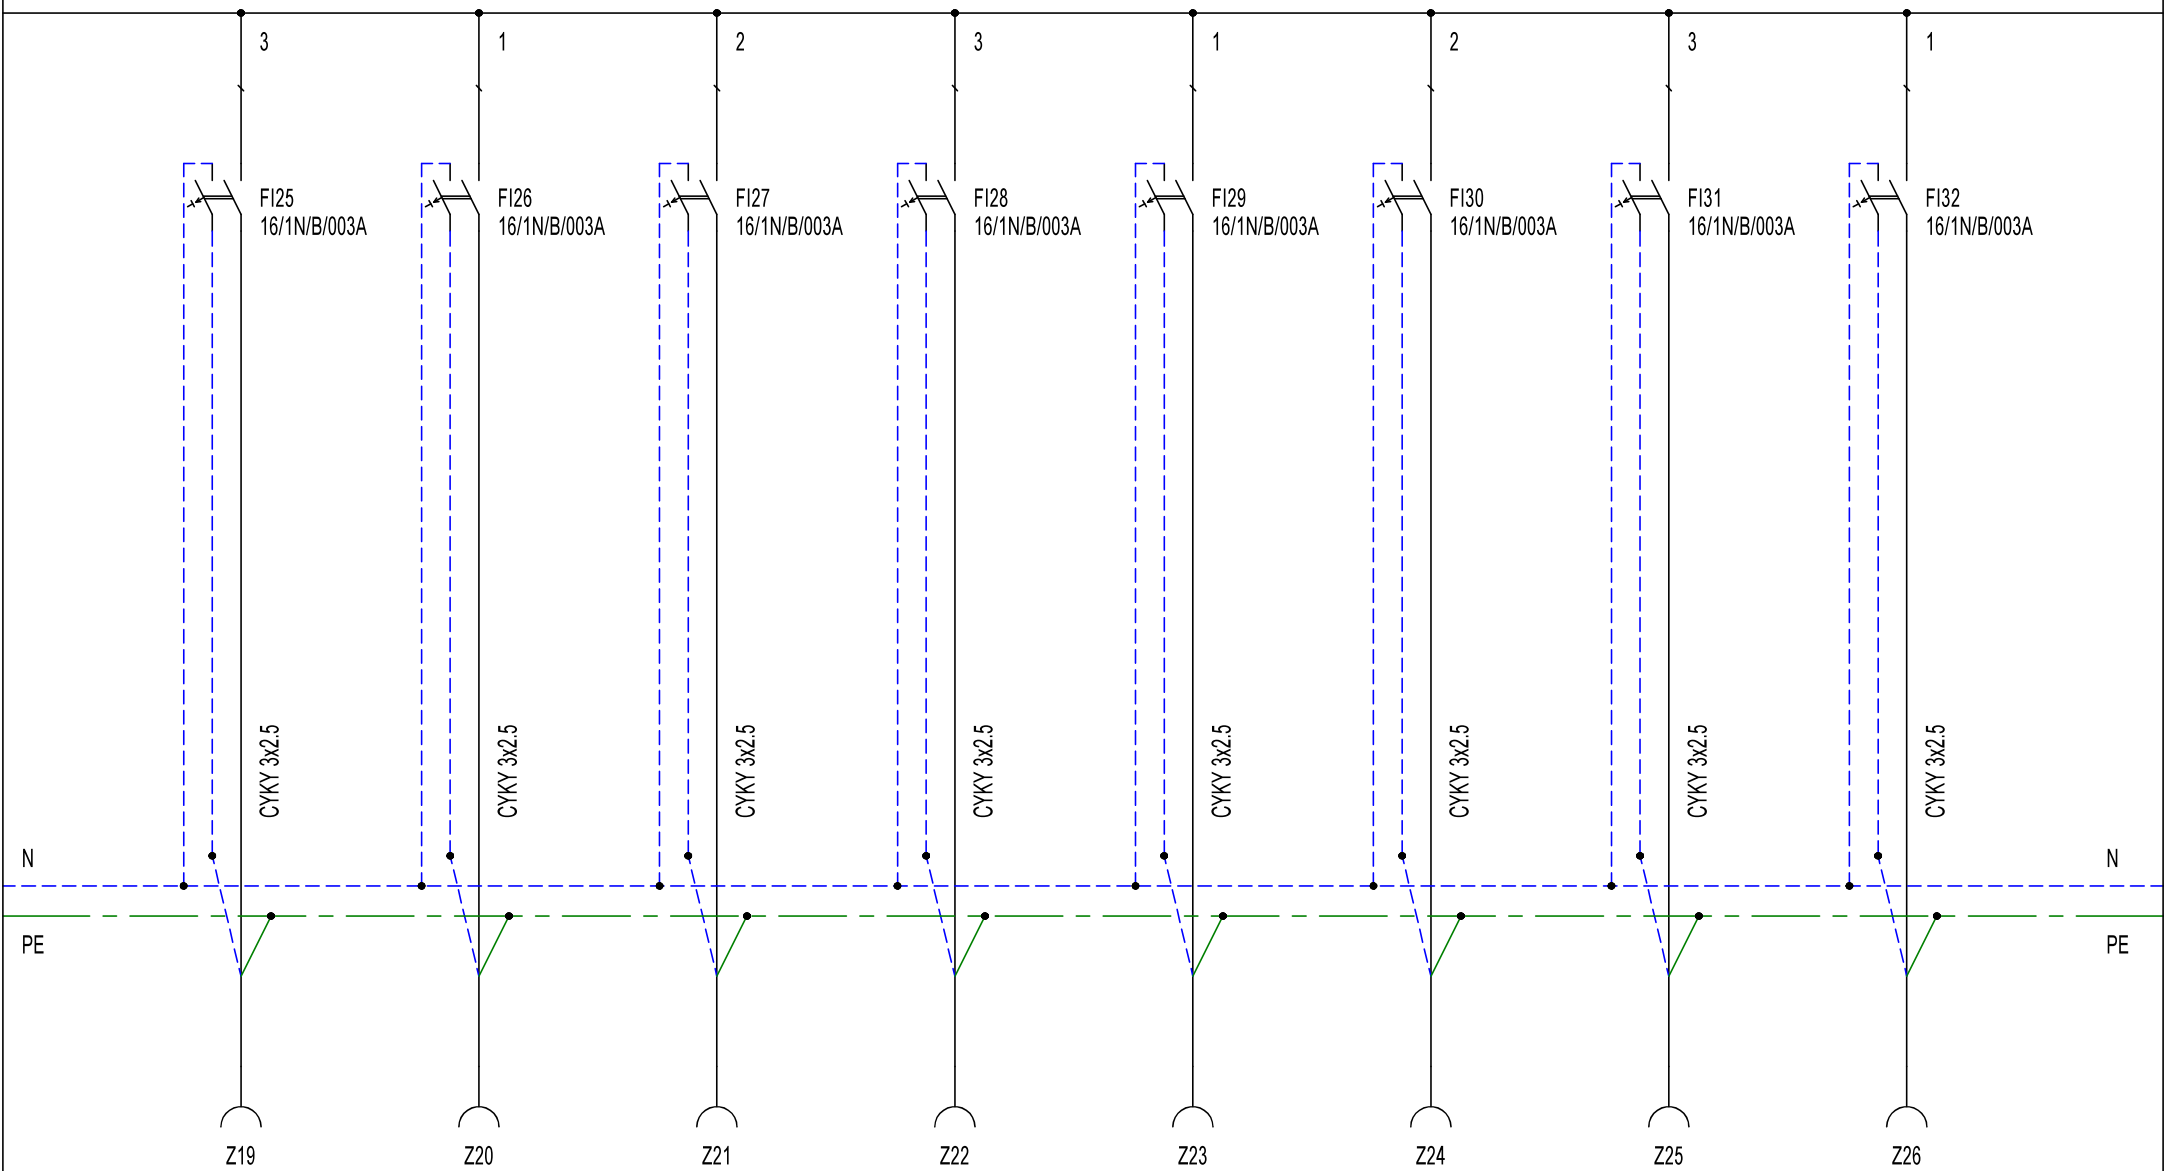 3 1 2 3 1 2 3 1
FI25 FI26 FI27 FI28 FI29 FI30 FI31 FI32
16/1N/B/003A 16/1N/B/003A 16/1N/B/003A 16/1N/B/003A 16/1N/B/003A 16/1N/B/003A 16/1N/B/003A 16/1N/B/003A
CYKY 3x2.5 CYKY 3x2.5 CYKY 3x2.5 CYKY 3x2.5 CYKY 3x2.5 CYKY 3x2.5 CYKY 3x2.5 CYKY 3x2.5
N N
PE PE
Z19 Z20 Z21 Z22 Z23 Z24 Z25 Z26